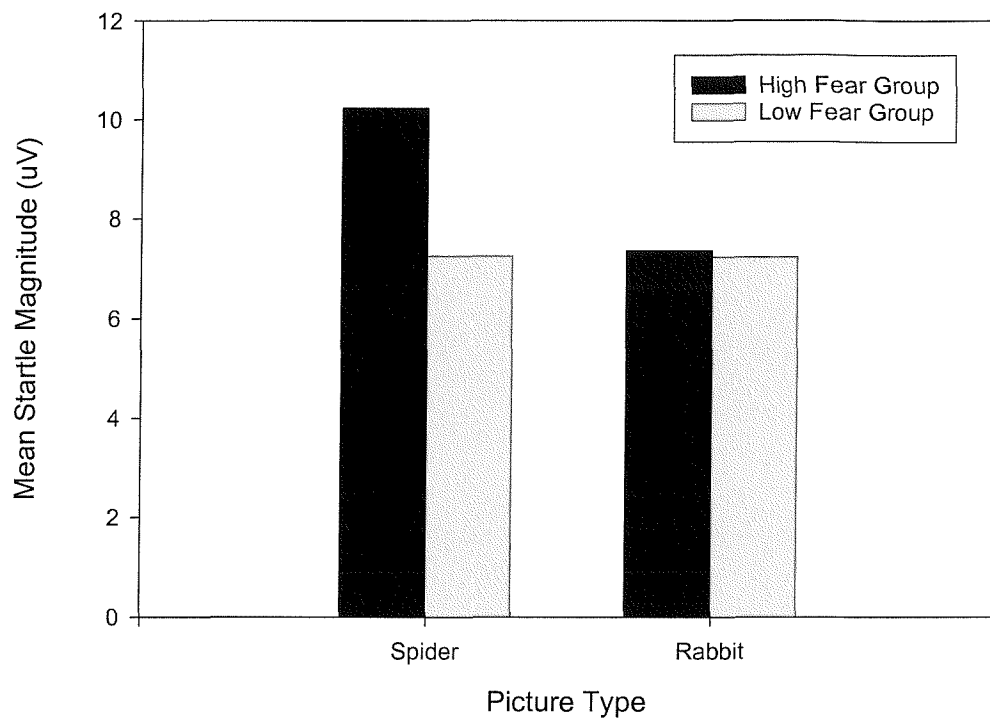 12
10
8
6
4
2
0
Mean Startle Magnitude (uV)
High Fear Group
Low Fear Group
Spider Rabbit
Picture Type